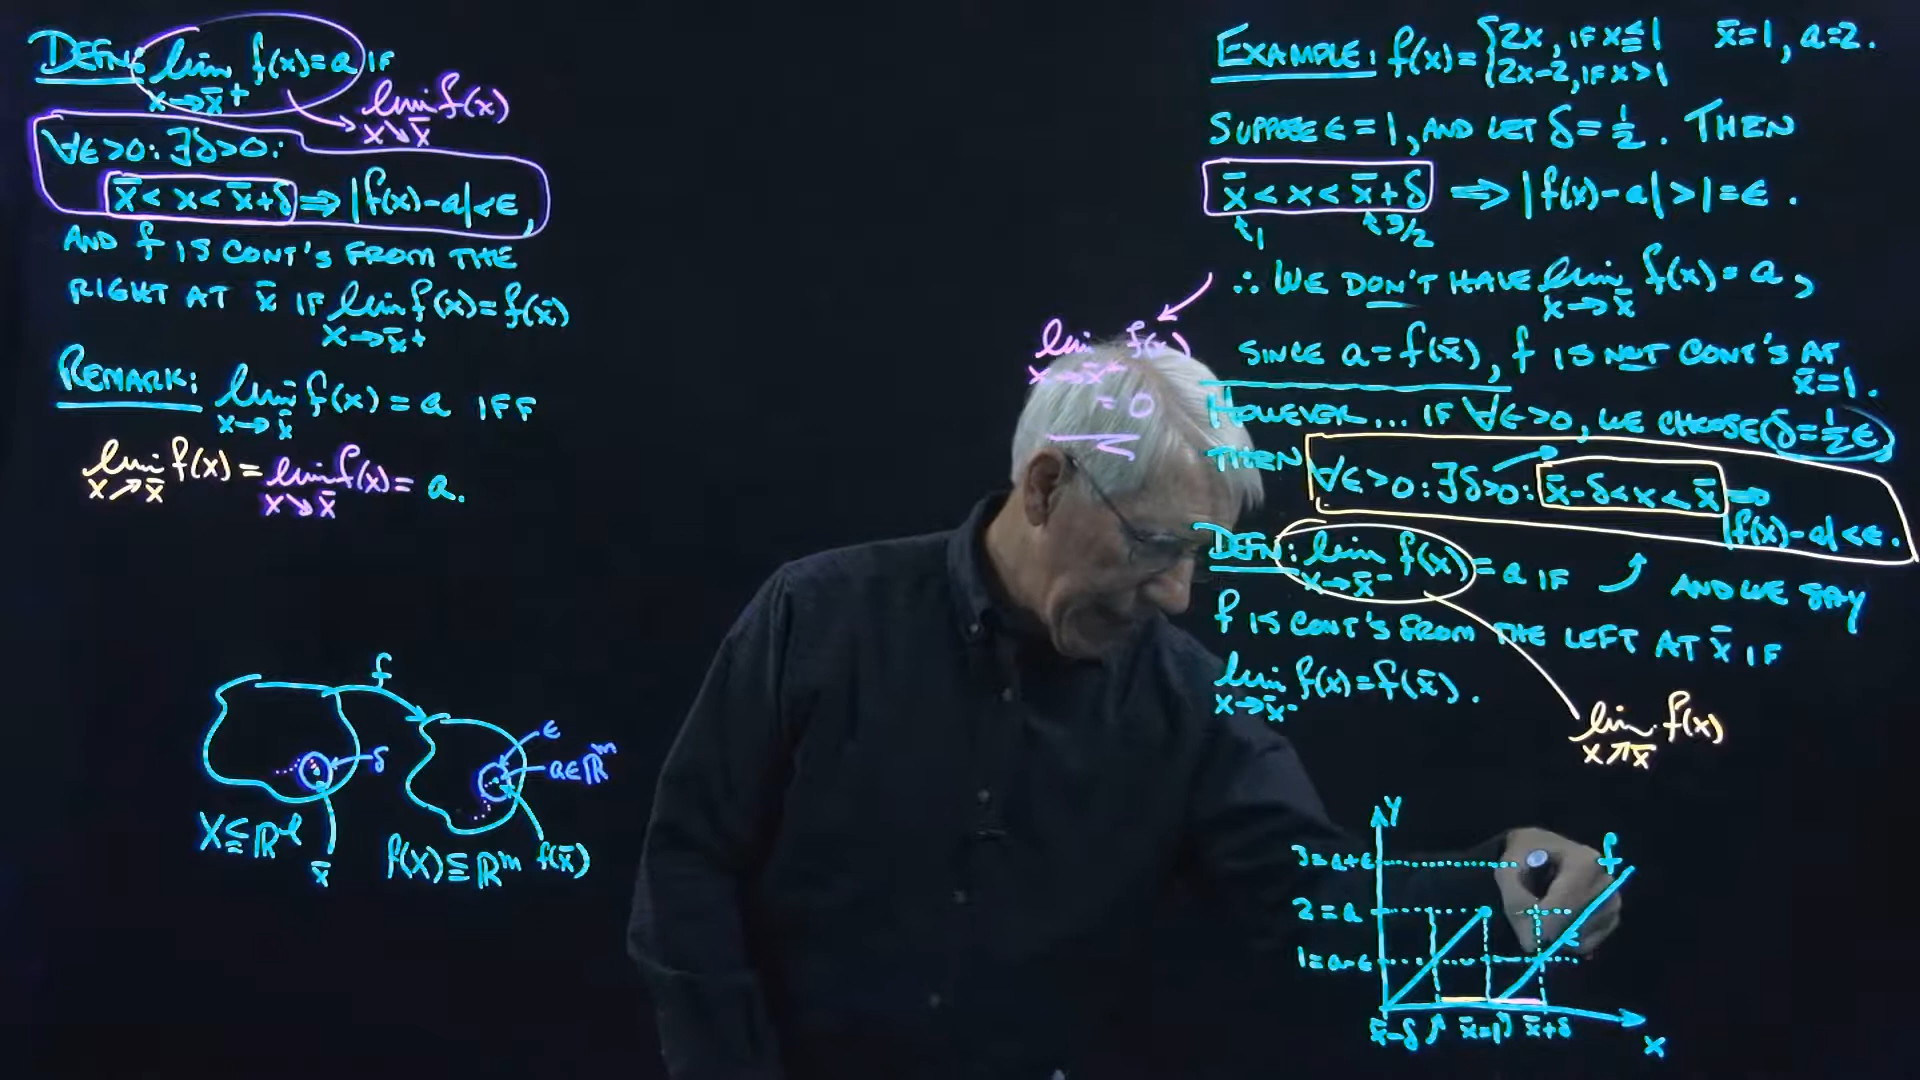 DEFN: lim f(x)=a IF
x→x̄⁺
lim f(x)
x↘x̄
∀ε>0: ∃δ>0:
x̄<x<x̄+δ ⟹ |f(x)-a|<ε,
AND f IS CONT'S FROM THE
RIGHT AT x̄ IF lim f(x)=f(x̄)
x→x̄⁺
REMARK: lim f(x)=a IFF
x→x̄
lim f(x)=lim f(x)=a.
x↗x̄ x↘x̄
f
δ
ε
a∈ℝᵐ
X⊆ℝˡ
x̄
f(X)⊆ℝᵐ f(x̄)
EXAMPLE: f(x)={2x, IF x≤1 x̄=1, a=2.
2x-2, IF x>1
SUPPOSE ε=1, AND LET δ=½. THEN
x̄<x<x̄+δ ⟹ |f(x)-a|>1=ε.
1 3/2
∴ WE DON'T HAVE lim f(x)=a,
x→x̄
lim f(x)
x→x̄⁺
=0
SINCE a=f(x̄), f IS NOT CONT'S AT
x̄=1.
HOWEVER... IF ∀ε>0, WE CHOOSE δ=½ε,
THEN ∀ε>0: ∃δ>0: x̄-δ<x<x̄ ⟹
|f(x)-a|<ε.
DEFN: lim f(x)=a IF AND WE SAY
x→x̄⁻
f IS CONT'S FROM THE LEFT AT x̄ IF
lim f(x)=f(x̄).
x→x̄⁻
lim f(x)
x↗x̄
Y
3=a+ε
f
2=a
1=a-ε
x̄-δ x̄=1 x̄+δ
x